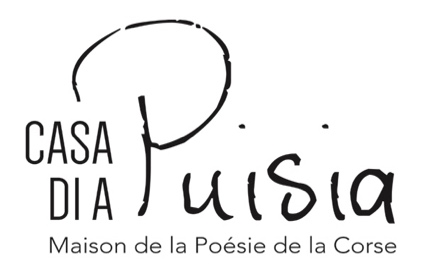 CASA
DI A
Puisia
Maison de la Poésie de la Corse